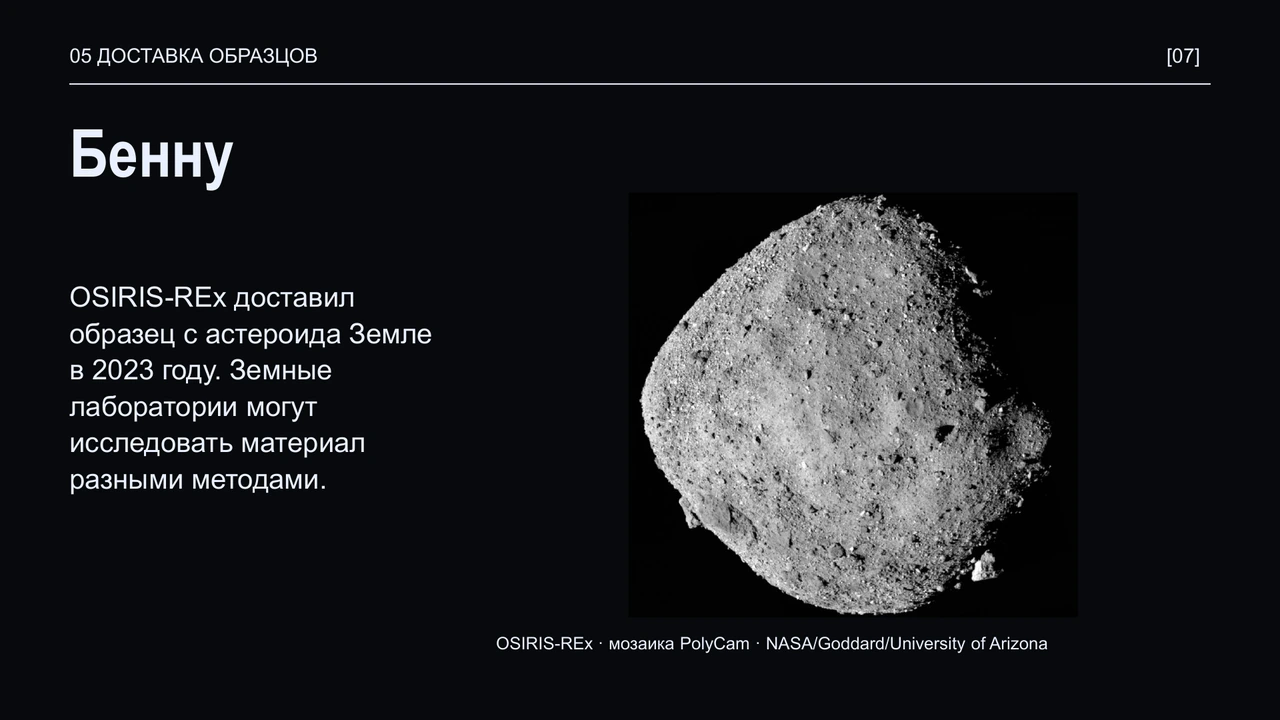 05 ДОСТАВКА ОБРАЗЦОВ
[07]
Бенну
OSIRIS-REx доставил
образец с астероида Земле
в 2023 году. Земные
лаборатории могут
исследовать материал
разными методами.
OSIRIS-REx · мозаика PolyCam · NASA/Goddard/University of Arizona